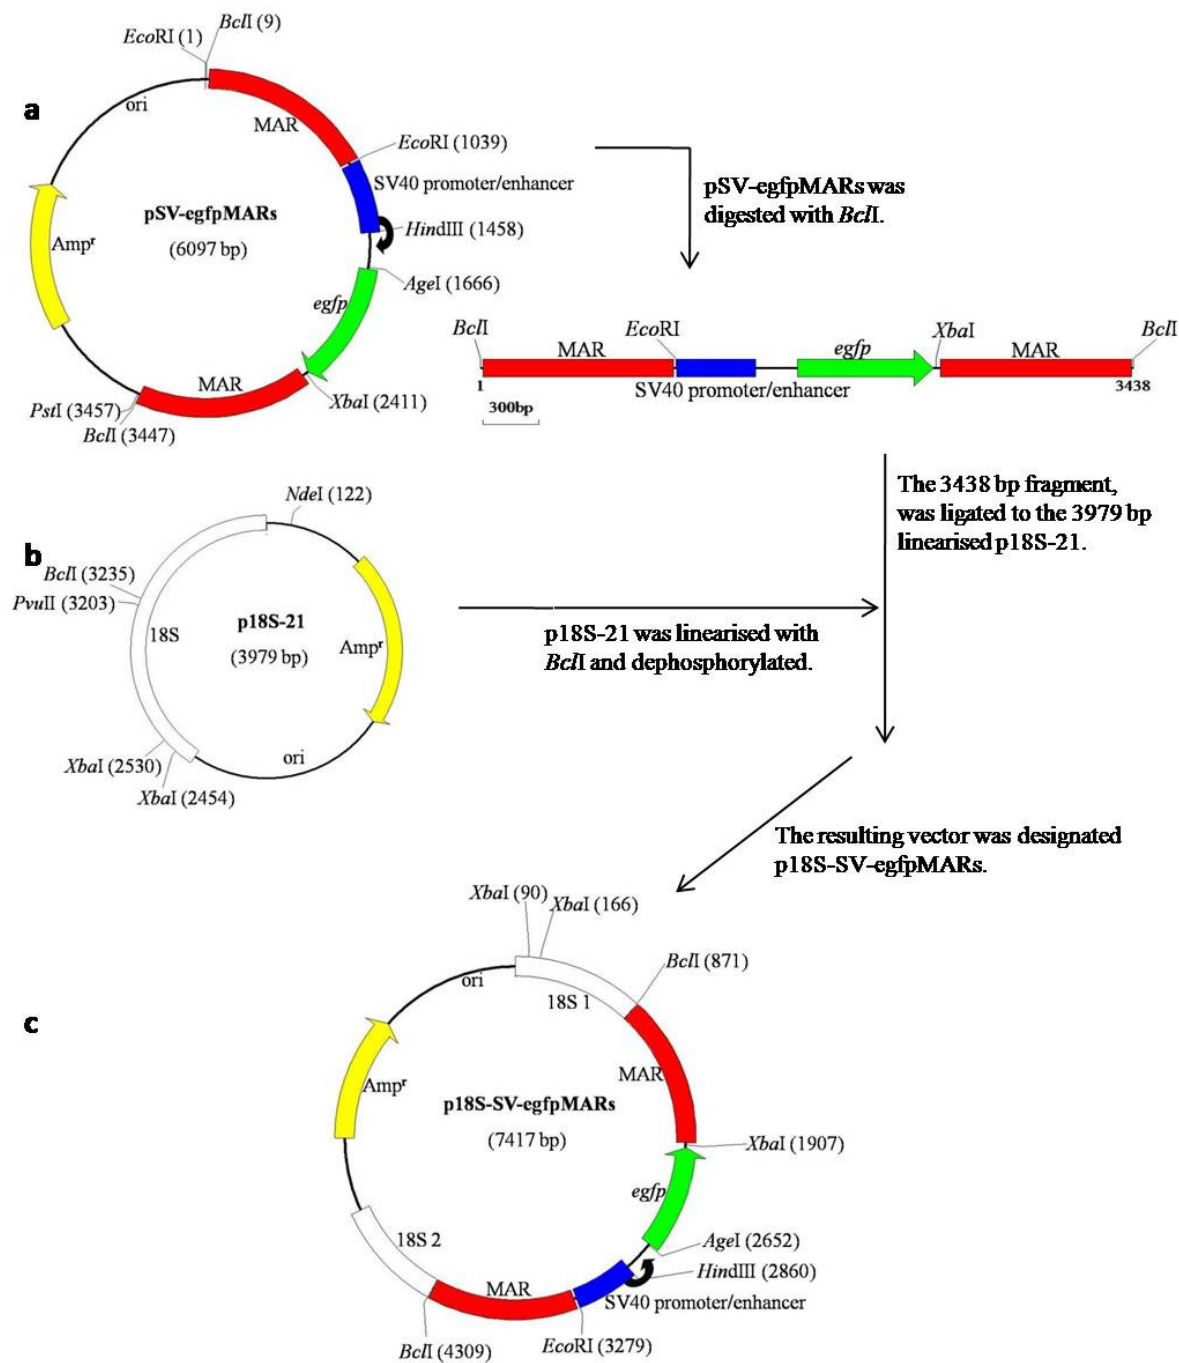 a
EcoRI (1)
BclI (9)
ori
MAR
EcoRI (1039)
SV40 promoter/enhancer
pSV-egfpMARs
(6097 bp)
HindIII (1458)
Ampr
AgeI (1666)
egfp
MAR
XbaI (2411)
PstI (3457)
BclI (3447)
pSV-egfpMARs was
digested with BclI.
BclI
EcoRI
XbaI
BclI
MAR
egfp
MAR
SV40 promoter/enhancer
1
3438
300bp
The 3438 bp fragment,
was ligated to the 3979 bp
linearised p18S-21.
b
NdeI (122)
BclI (3235)
PvuII (3203)
18S
p18S-21
(3979 bp)
Ampr
ori
XbaI (2530)
XbaI (2454)
p18S-21 was linearised with
BclI and dephosphorylated.
The resulting vector was designated
p18S-SV-egfpMARs.
c
XbaI (90)
XbaI (166)
ori
18S 1
BclI (871)
MAR
Ampr
p18S-SV-egfpMARs
(7417 bp)
XbaI (1907)
egfp
AgeI (2652)
HindIII (2860)
18S 2
MAR
SV40 promoter/enhancer
BclI (4309)
EcoRI (3279)